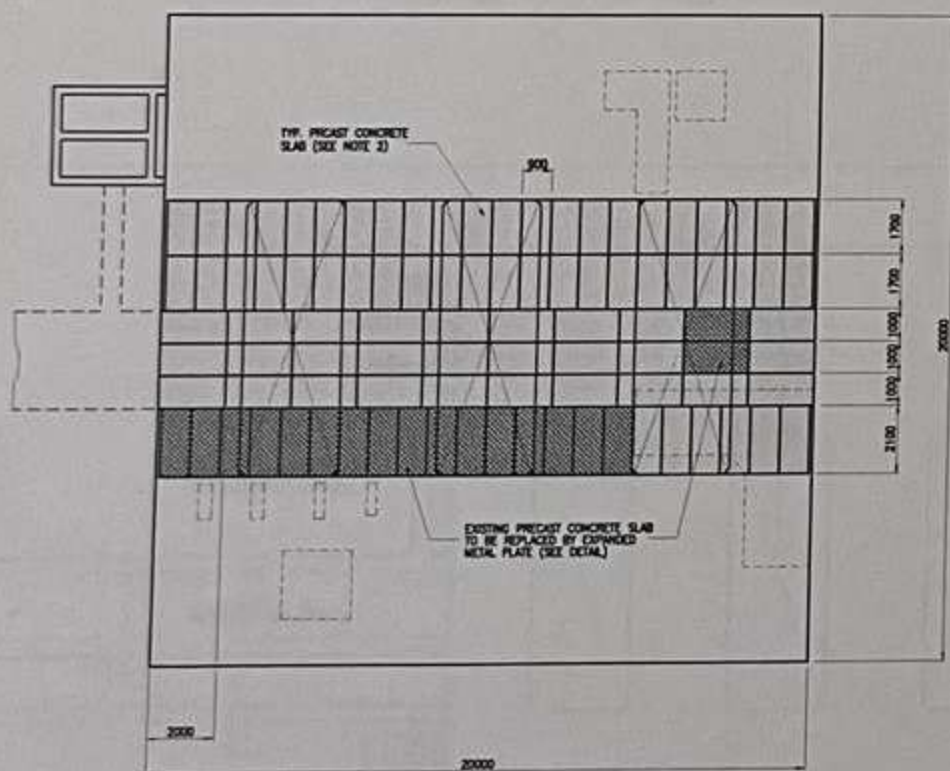 TYP. PRCAST CONCRETE
SLAB (SEE NOTE 2)
900
1700
1700
1000
1000
1000
2100
20000
EXISTING PRECAST CONCRETE SLAB
TO BE REPLACED BY EXPANDED
METAL PLATE (SEE DETAIL)
2000
20000